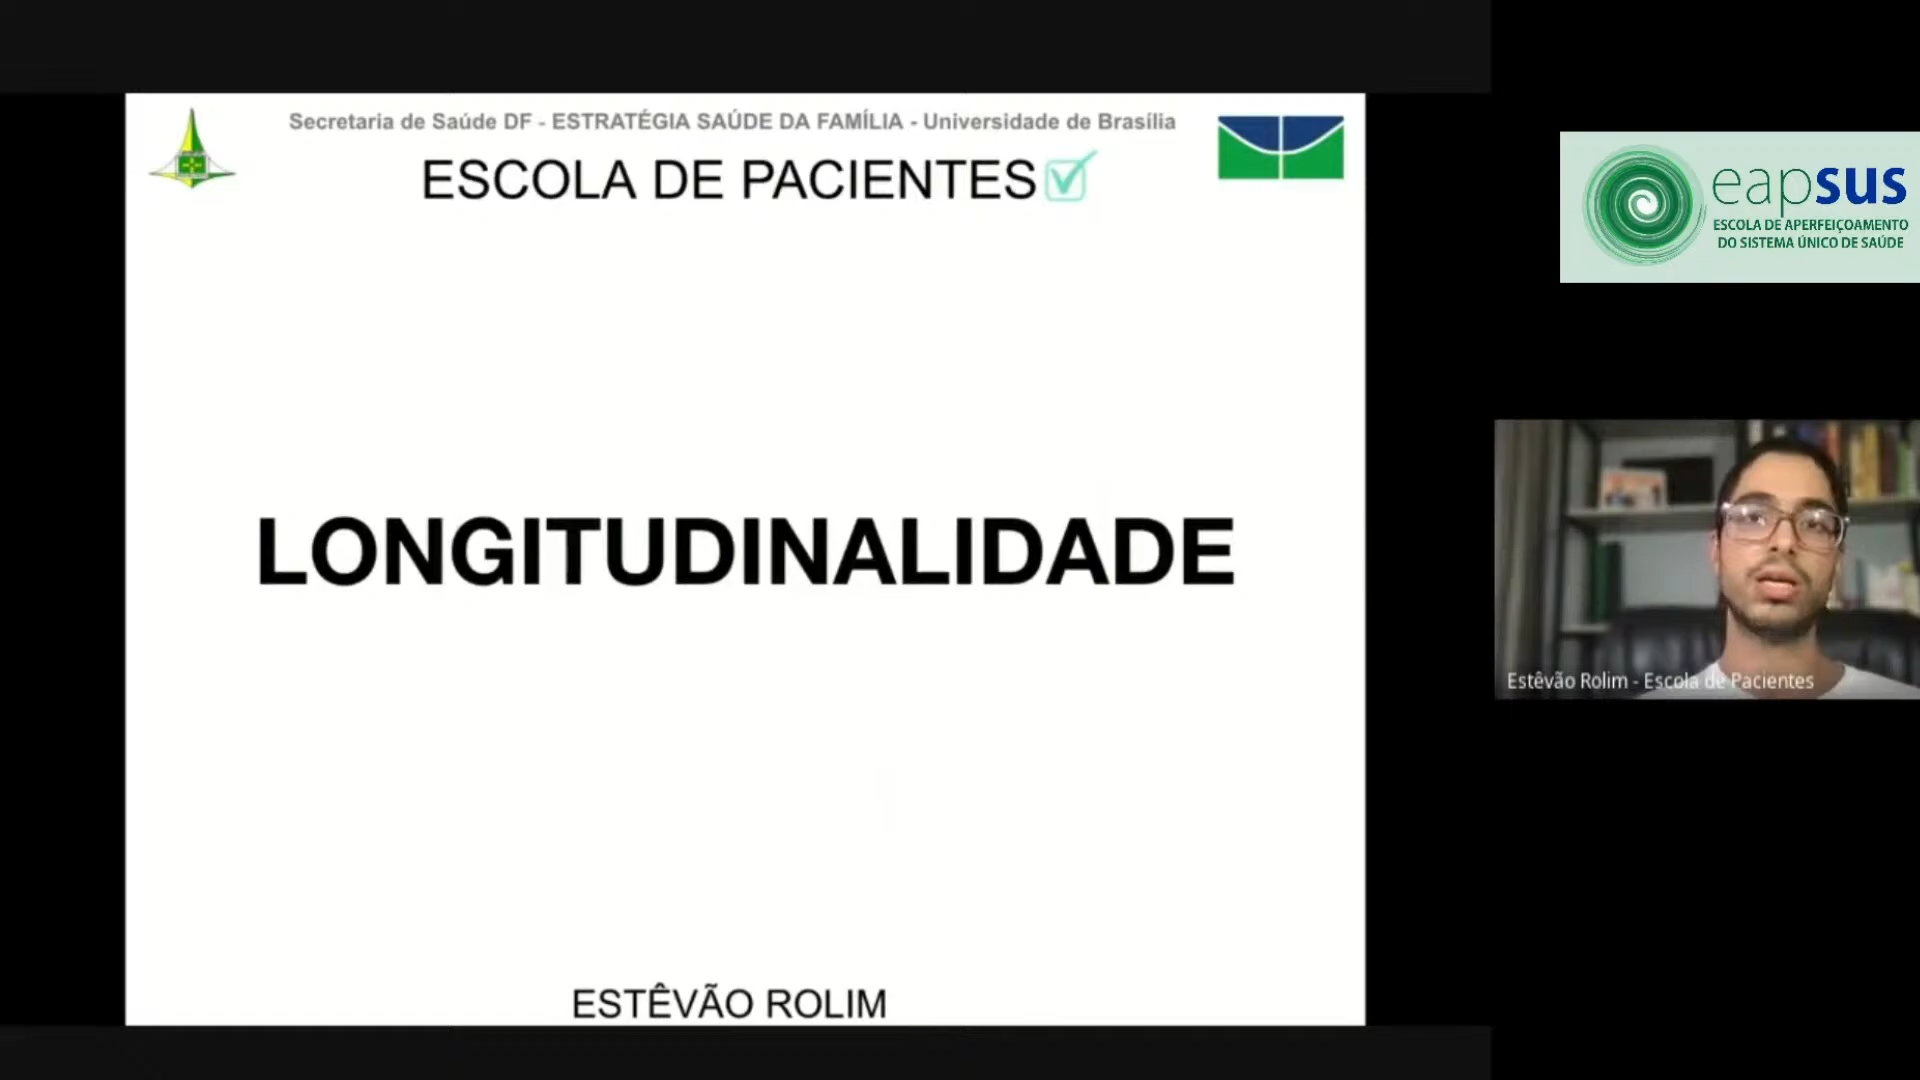 Secretaria de Saúde DF - ESTRATÉGIA SAÚDE DA FAMÍLIA - Universidade de Brasília
ESCOLA DE PACIENTES
LONGITUDINALIDADE
ESTÊVÃO ROLIM
eapsus
ESCOLA DE APERFEIÇOAMENTO
DO SISTEMA ÚNICO DE SAÚDE
Estêvão Rolim - Escola de Pacientes